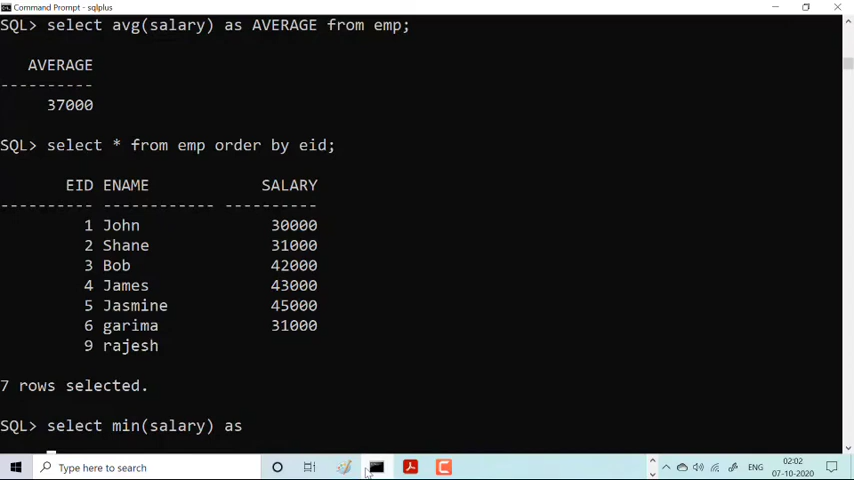 Command Prompt - sqlplus
SQL> select avg(salary) as AVERAGE from emp;
AVERAGE
----------
37000
SQL> select * from emp order by eid;
EID ENAME SALARY
---------- ------------ ----------
1 John 30000
2 Shane 31000
3 Bob 42000
4 James 43000
5 Jasmine 45000
6 garima 31000
9 rajesh
7 rows selected.
SQL> select min(salary) as
Type here to search
ENG
02:02
07-10-2020